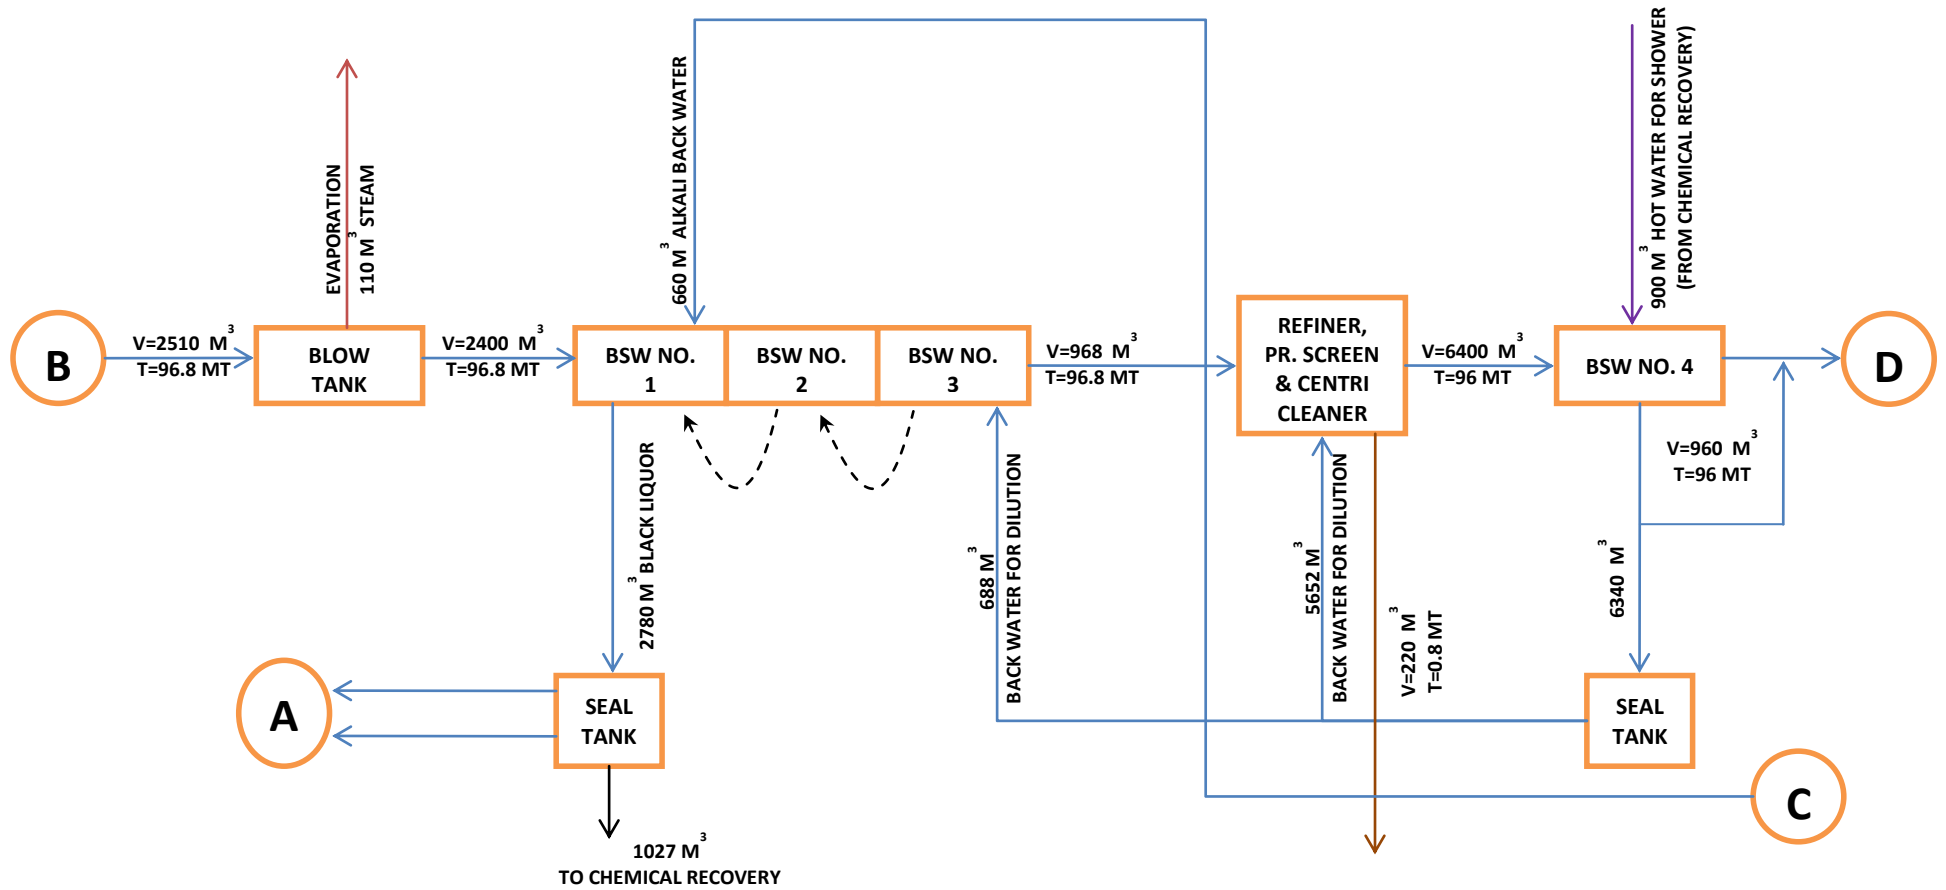 B
V=2510 M³
T=96.8 MT
EVAPORATION
110 M³ STEAM
BLOW
TANK
V=2400 M³
T=96.8 MT
660 M³ ALKALI BACK WATER
BSW NO.
1
BSW NO.
2
BSW NO.
3
V=968 M³
T=96.8 MT
REFINER,
PR. SCREEN
& CENTRI
CLEANER
V=6400 M³
T=96 MT
900 M³ HOT WATER FOR SHOWER
(FROM CHEMICAL RECOVERY)
BSW NO. 4
D
V=960 M³
T=96 MT
2780 M³ BLACK LIQUOR
688 M³
BACK WATER FOR DILUTION
5652 M³
BACK WATER FOR DILUTION
V=220 M³
T=0.8 MT
6340 M³
A
SEAL
TANK
SEAL
TANK
C
1027 M³
TO CHEMICAL RECOVERY